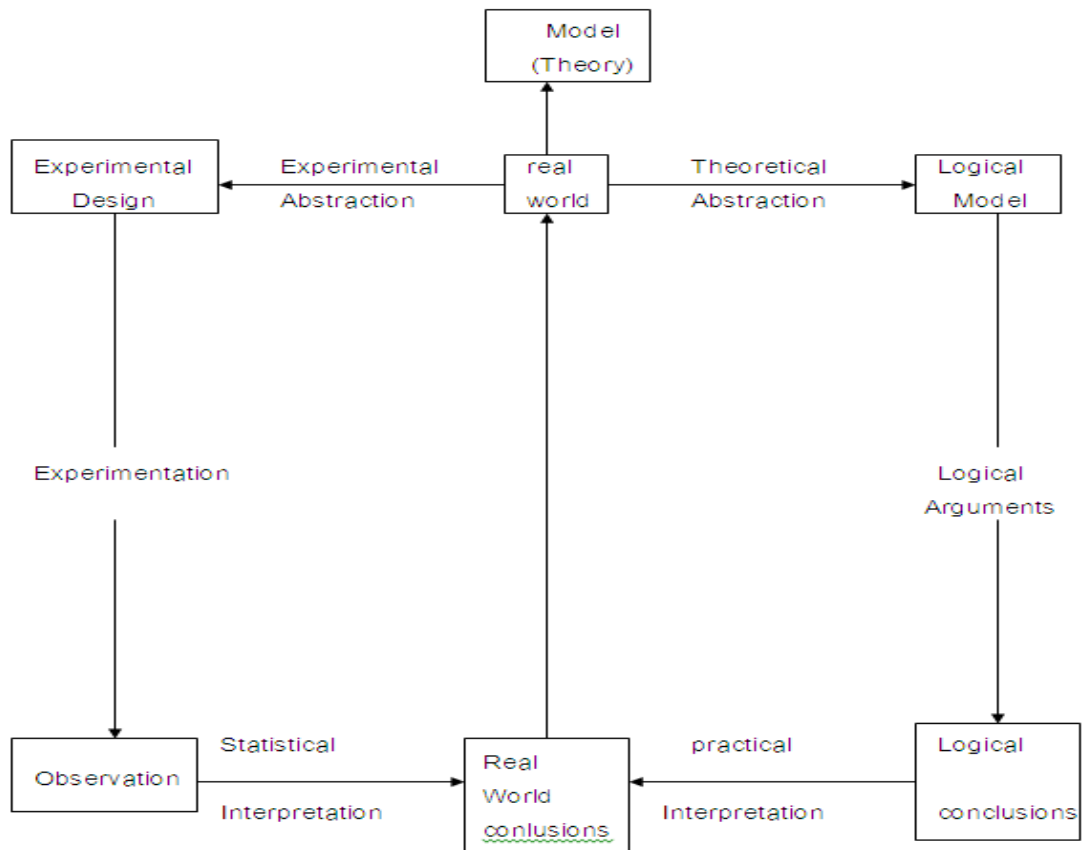 Model
(Theory)
Experimental
Design
Experimental
Abstraction
real
world
Theoretical
Abstraction
Logical
Model
Experimentation
Logical
Arguments
Observation
Statistical
Interpretation
Real
World
conlusions
practical
Interpretation
Logical
conclusions